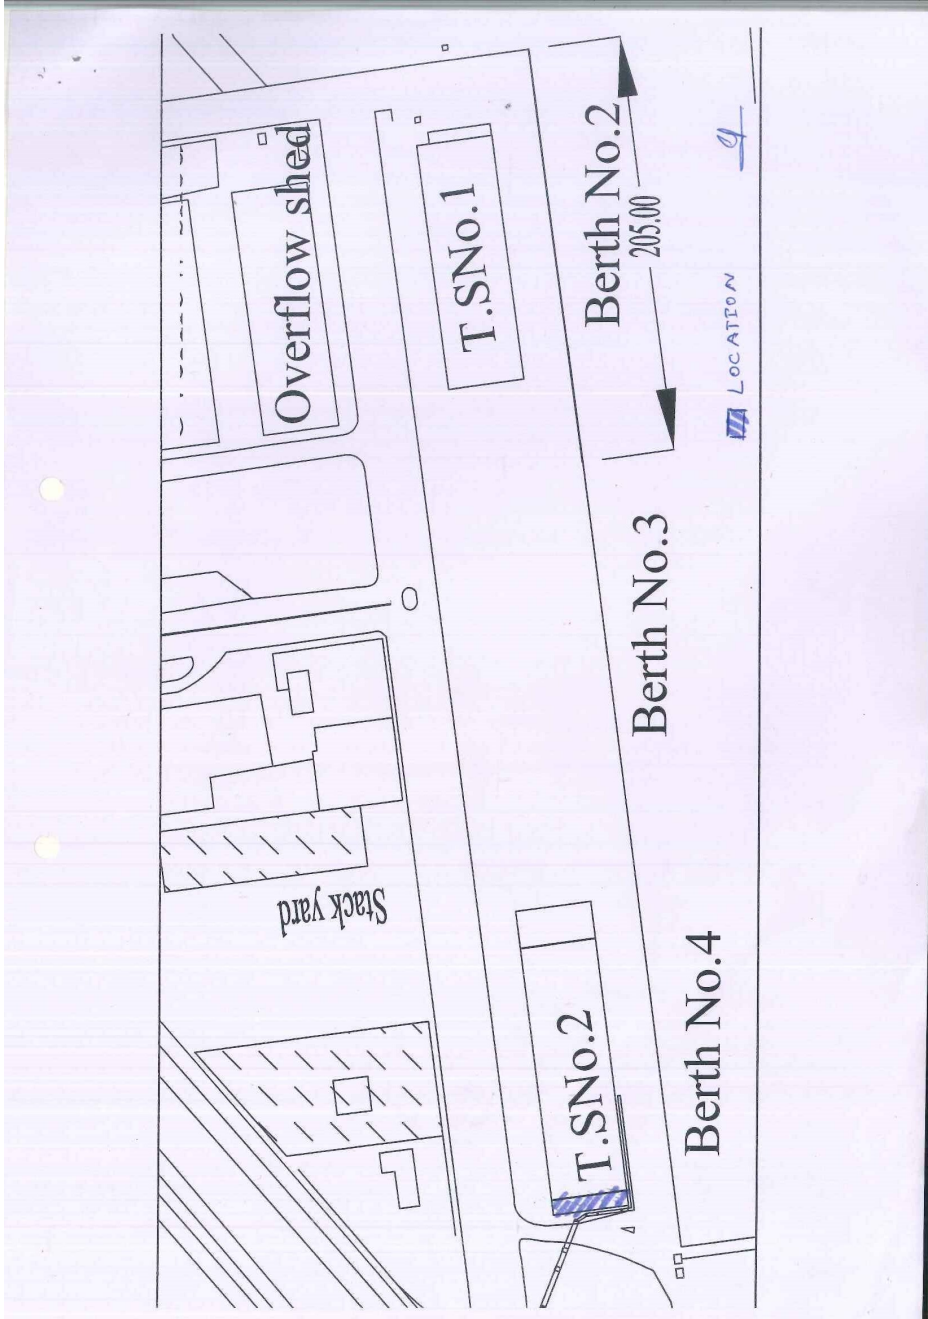 Overflow shed
T.SNo.1
Berth No.2
205.00
LOCATION
Berth No.3
Stack yard
T.SNo.2
Berth No.4